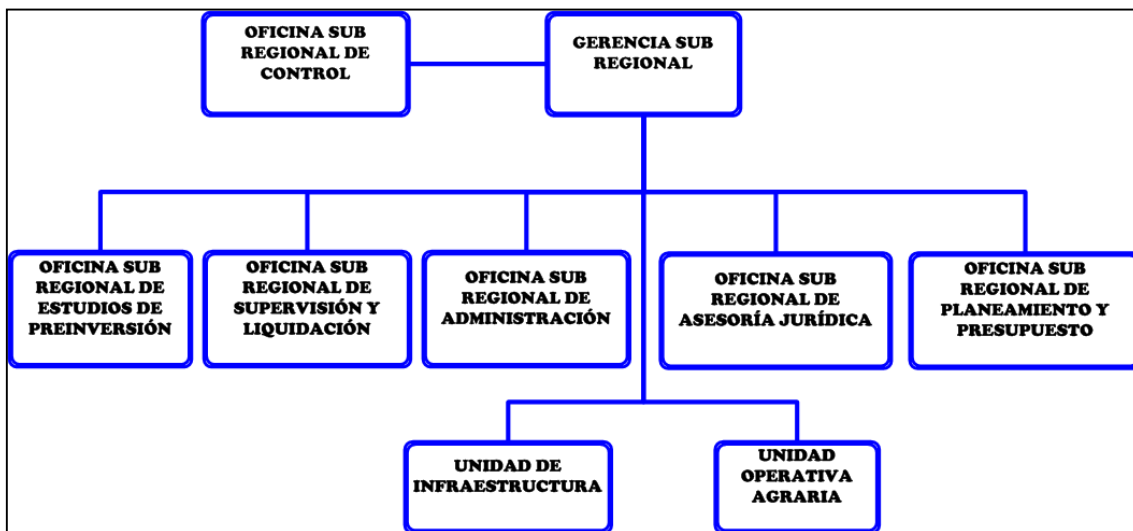 OFICINA SUB
REGIONAL DE
CONTROL
GERENCIA SUB
REGIONAL
OFICINA SUB
REGIONAL DE
ESTUDIOS DE
PREINVERSIÓN
OFICINA SUB
REGIONAL DE
SUPERVISIÓN Y
LIQUIDACIÓN
OFICINA SUB
REGIONAL DE
ADMINISTRACIÓN
OFICINA SUB
REGIONAL DE
ASESORÍA JURÍDICA
OFICINA SUB
REGIONAL DE
PLANEAMIENTO Y
PRESUPUESTO
UNIDAD DE
INFRAESTRUCTURA
UNIDAD
OPERATIVA
AGRARIA